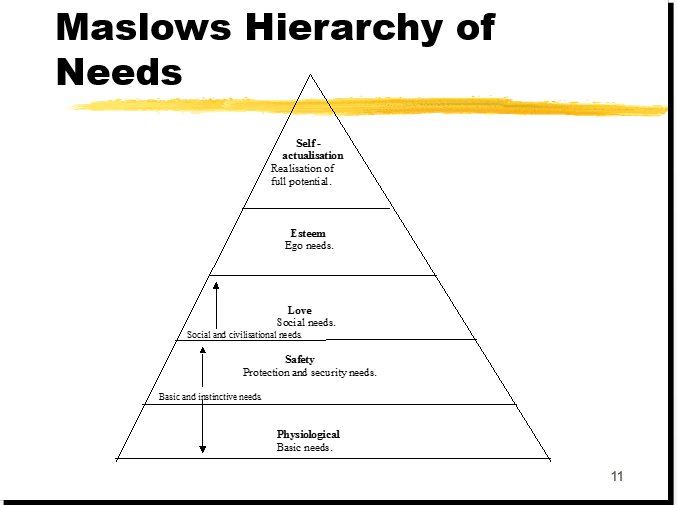 Maslows Hierarchy of
Needs
Self -
actualisation
Realisation of
full potential.
Esteem
Ego needs.
Love
Social needs.
Social and civilisational needs.
Safety
Protection and security needs.
Basic and instinctive needs.
Physiological
Basic needs.
11